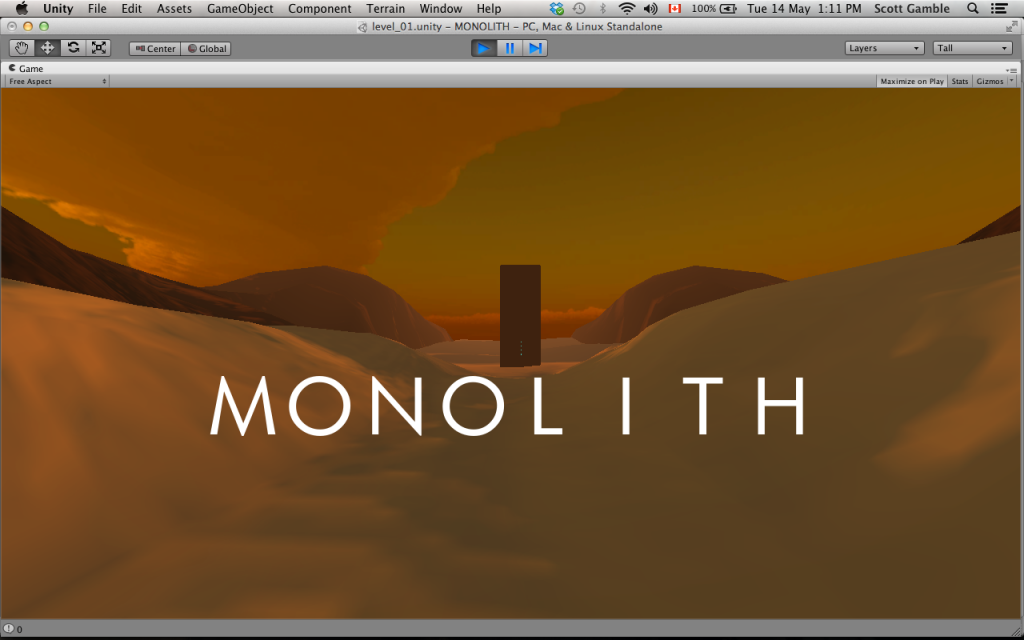 Unity File Edit Assets GameObject Component Terrain Window Help 100% Tue 14 May 1:11 PM Scott Gamble
level_01.unity – MONOLITH – PC, Mac & Linux Standalone
Center Global Layers Tall
Game
Free Aspect Maximize on Play Stats Gizmos
MONOLITH
0